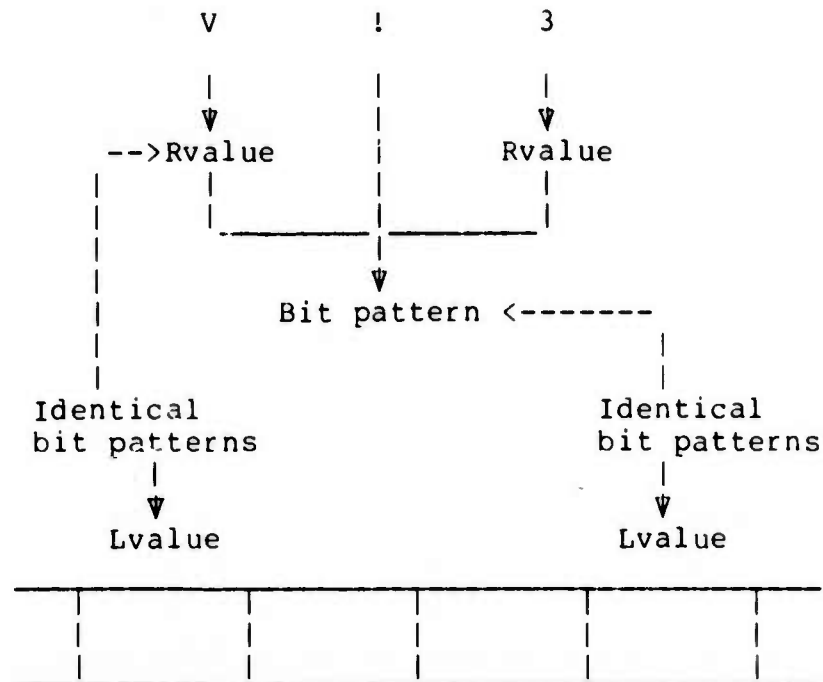 V ! 3
-->Rvalue Rvalue
Bit pattern <-------
Identical Identical
bit patterns bit patterns
Lvalue Lvalue